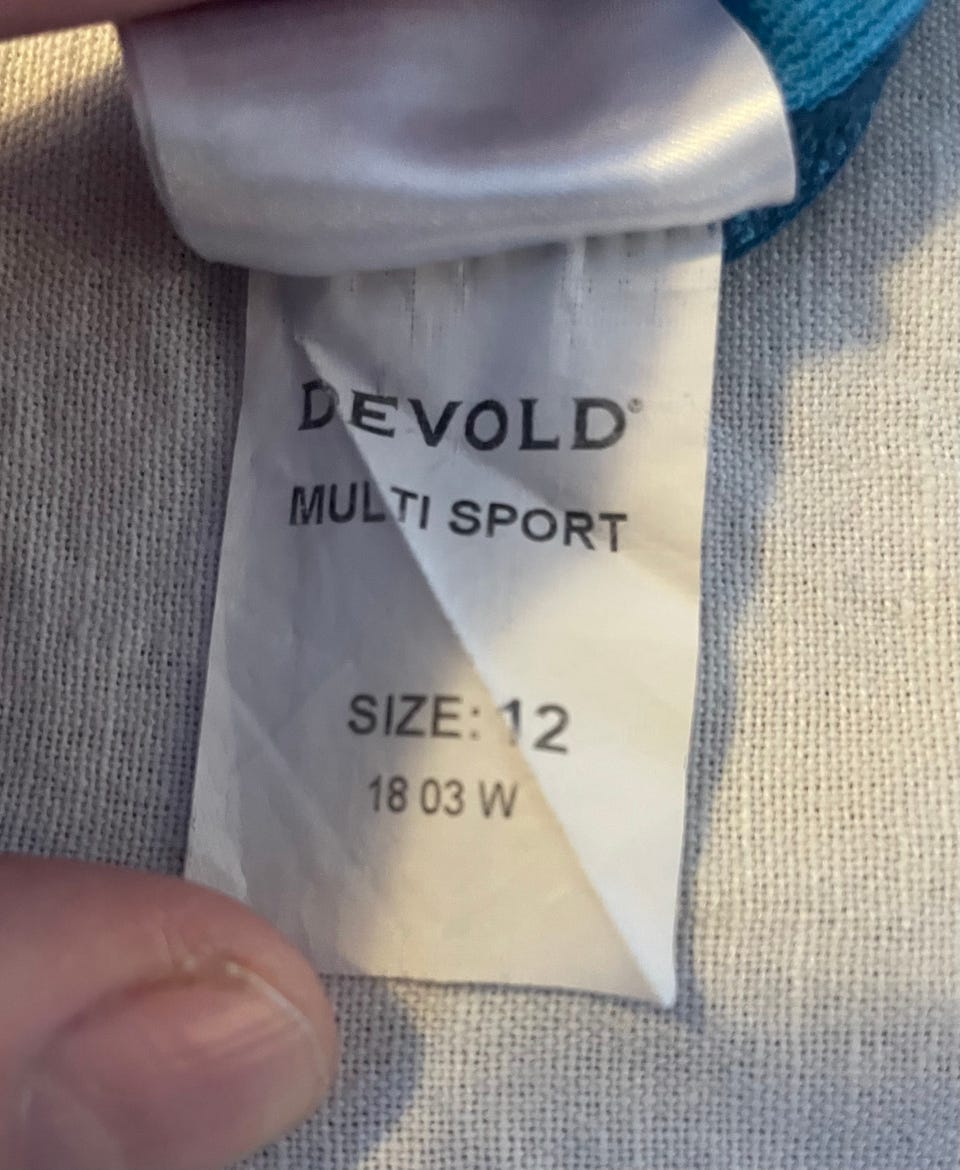 DEVOLD®
MULTI SPORT
SIZE: 12
18 03 W